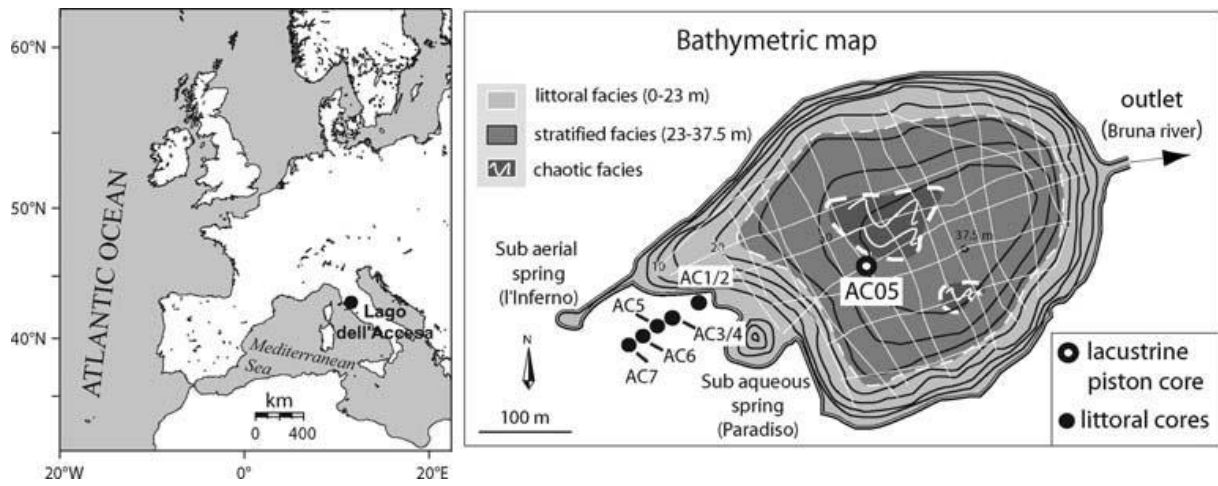 60°N
50°N
40°N
20°W
0°
20°E
ATLANTIC OCEAN
Lago
dell'Accesa
Mediterranean
Sea
km
0 400
Bathymetric map
littoral facies (0-23 m)
stratified facies (23-37.5 m)
chaotic facies
outlet
(Bruna river)
37.5 m
20
10
Sub aerial
spring
(l'Inferno)
AC1/2
AC05
AC5
AC3/4
AC6
AC7
N
100 m
Sub aqueous
spring
(Paradiso)
lacustrine
piston core
littoral cores